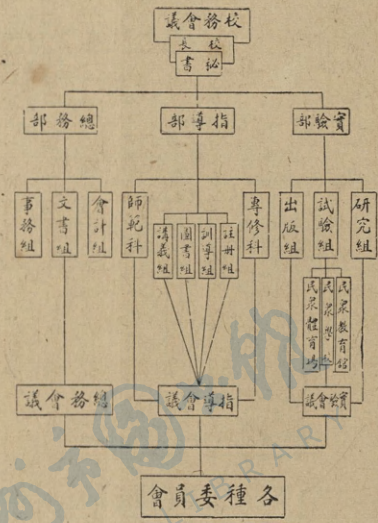 校務會議
校長
祕書
實驗部
指導部
總務部
研究組
試驗組
出版組
專修科
註冊組
訓導組
圖書組
講義組
師範科
會計組
文書組
事務組
民眾教育館
民眾學校
民眾體育場
實驗會議
指導會議
總務會議
各種委員會
LIBRARY